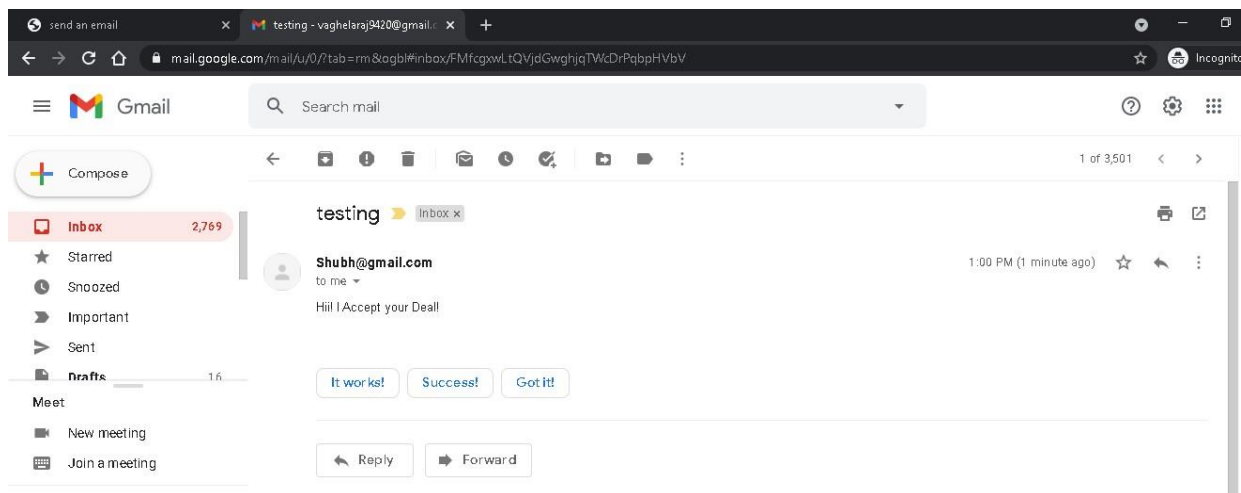 send an email × testing - vaghelaraj9420@gmail.c × +
mail.google.com/mail/u/0/?tab=rm&ogbl#inbox/FMfcgxwLtQVjdGwghjqTWcDrPqbpHVbV Incognito
Gmail Search mail
Compose 1 of 3,501
testing Inbox ×
Inbox 2,769
Starred Shubh@gmail.com 1:00 PM (1 minute ago)
to me
Snoozed
Hii! I Accept your Deal!
Important
Sent
Drafts 16
It works! Success! Got it!
Meet
New meeting
Join a meeting Reply Forward